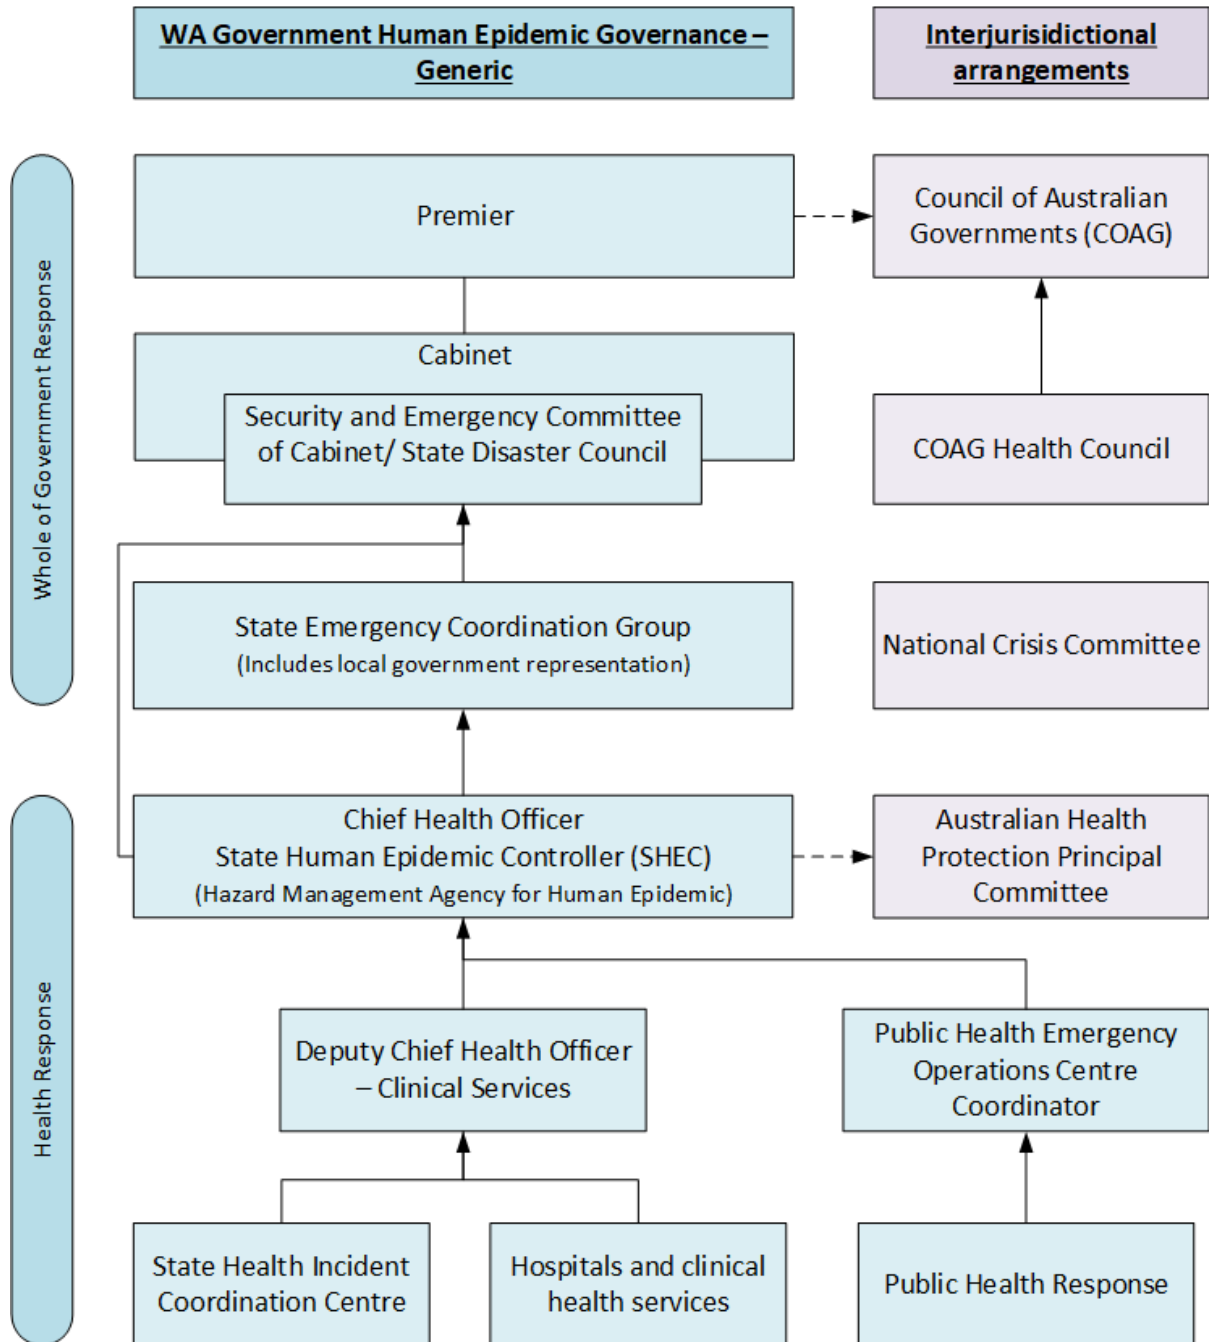 WA Government Human Epidemic Governance –
Generic
Interjurisidictional
arrangements
Whole of Government Response
Premier
Council of Australian
Governments (COAG)
Cabinet
Security and Emergency Committee
of Cabinet/ State Disaster Council
COAG Health Council
State Emergency Coordination Group
(Includes local government representation)
National Crisis Committee
Health Response
Chief Health Officer
State Human Epidemic Controller (SHEC)
(Hazard Management Agency for Human Epidemic)
Australian Health
Protection Principal
Committee
Deputy Chief Health Officer
– Clinical Services
Public Health Emergency
Operations Centre
Coordinator
State Health Incident
Coordination Centre
Hospitals and clinical
health services
Public Health Response